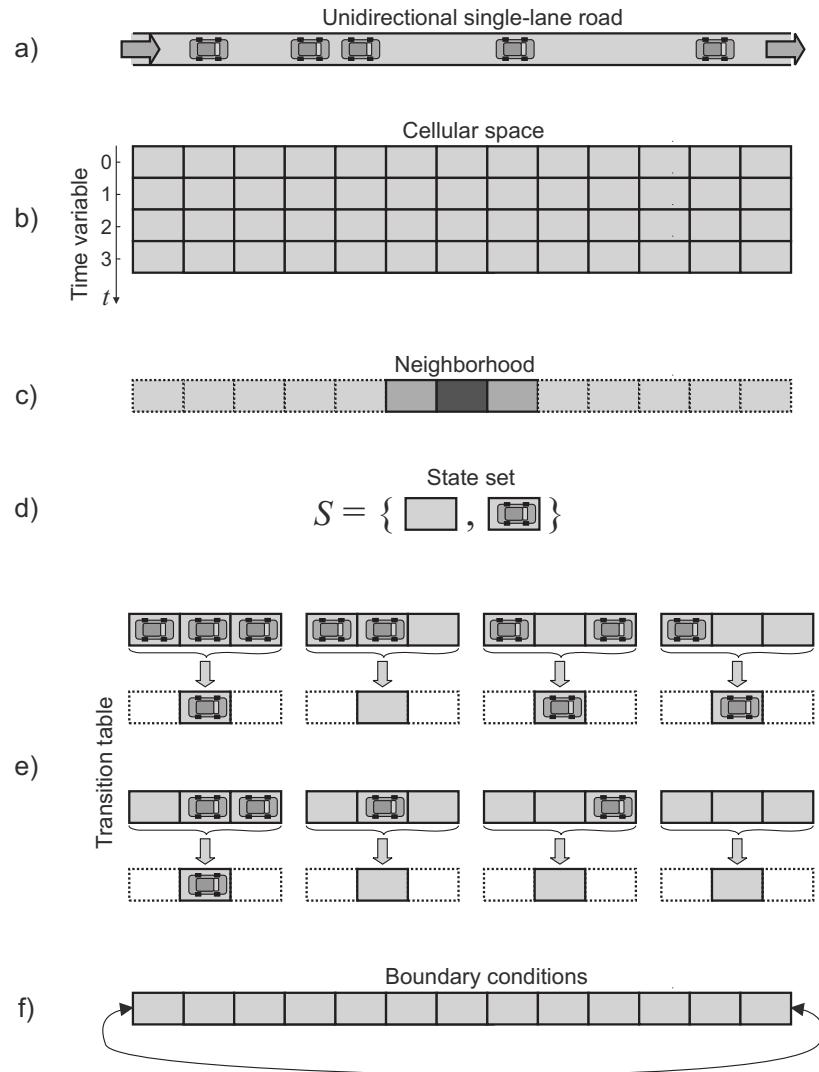 a)
Unidirectional single-lane road
b)
Cellular space
Time variable
0
1
2
3
t
c)
Neighborhood
d)
State set
S = { , }
e)
Transition table
f)
Boundary conditions